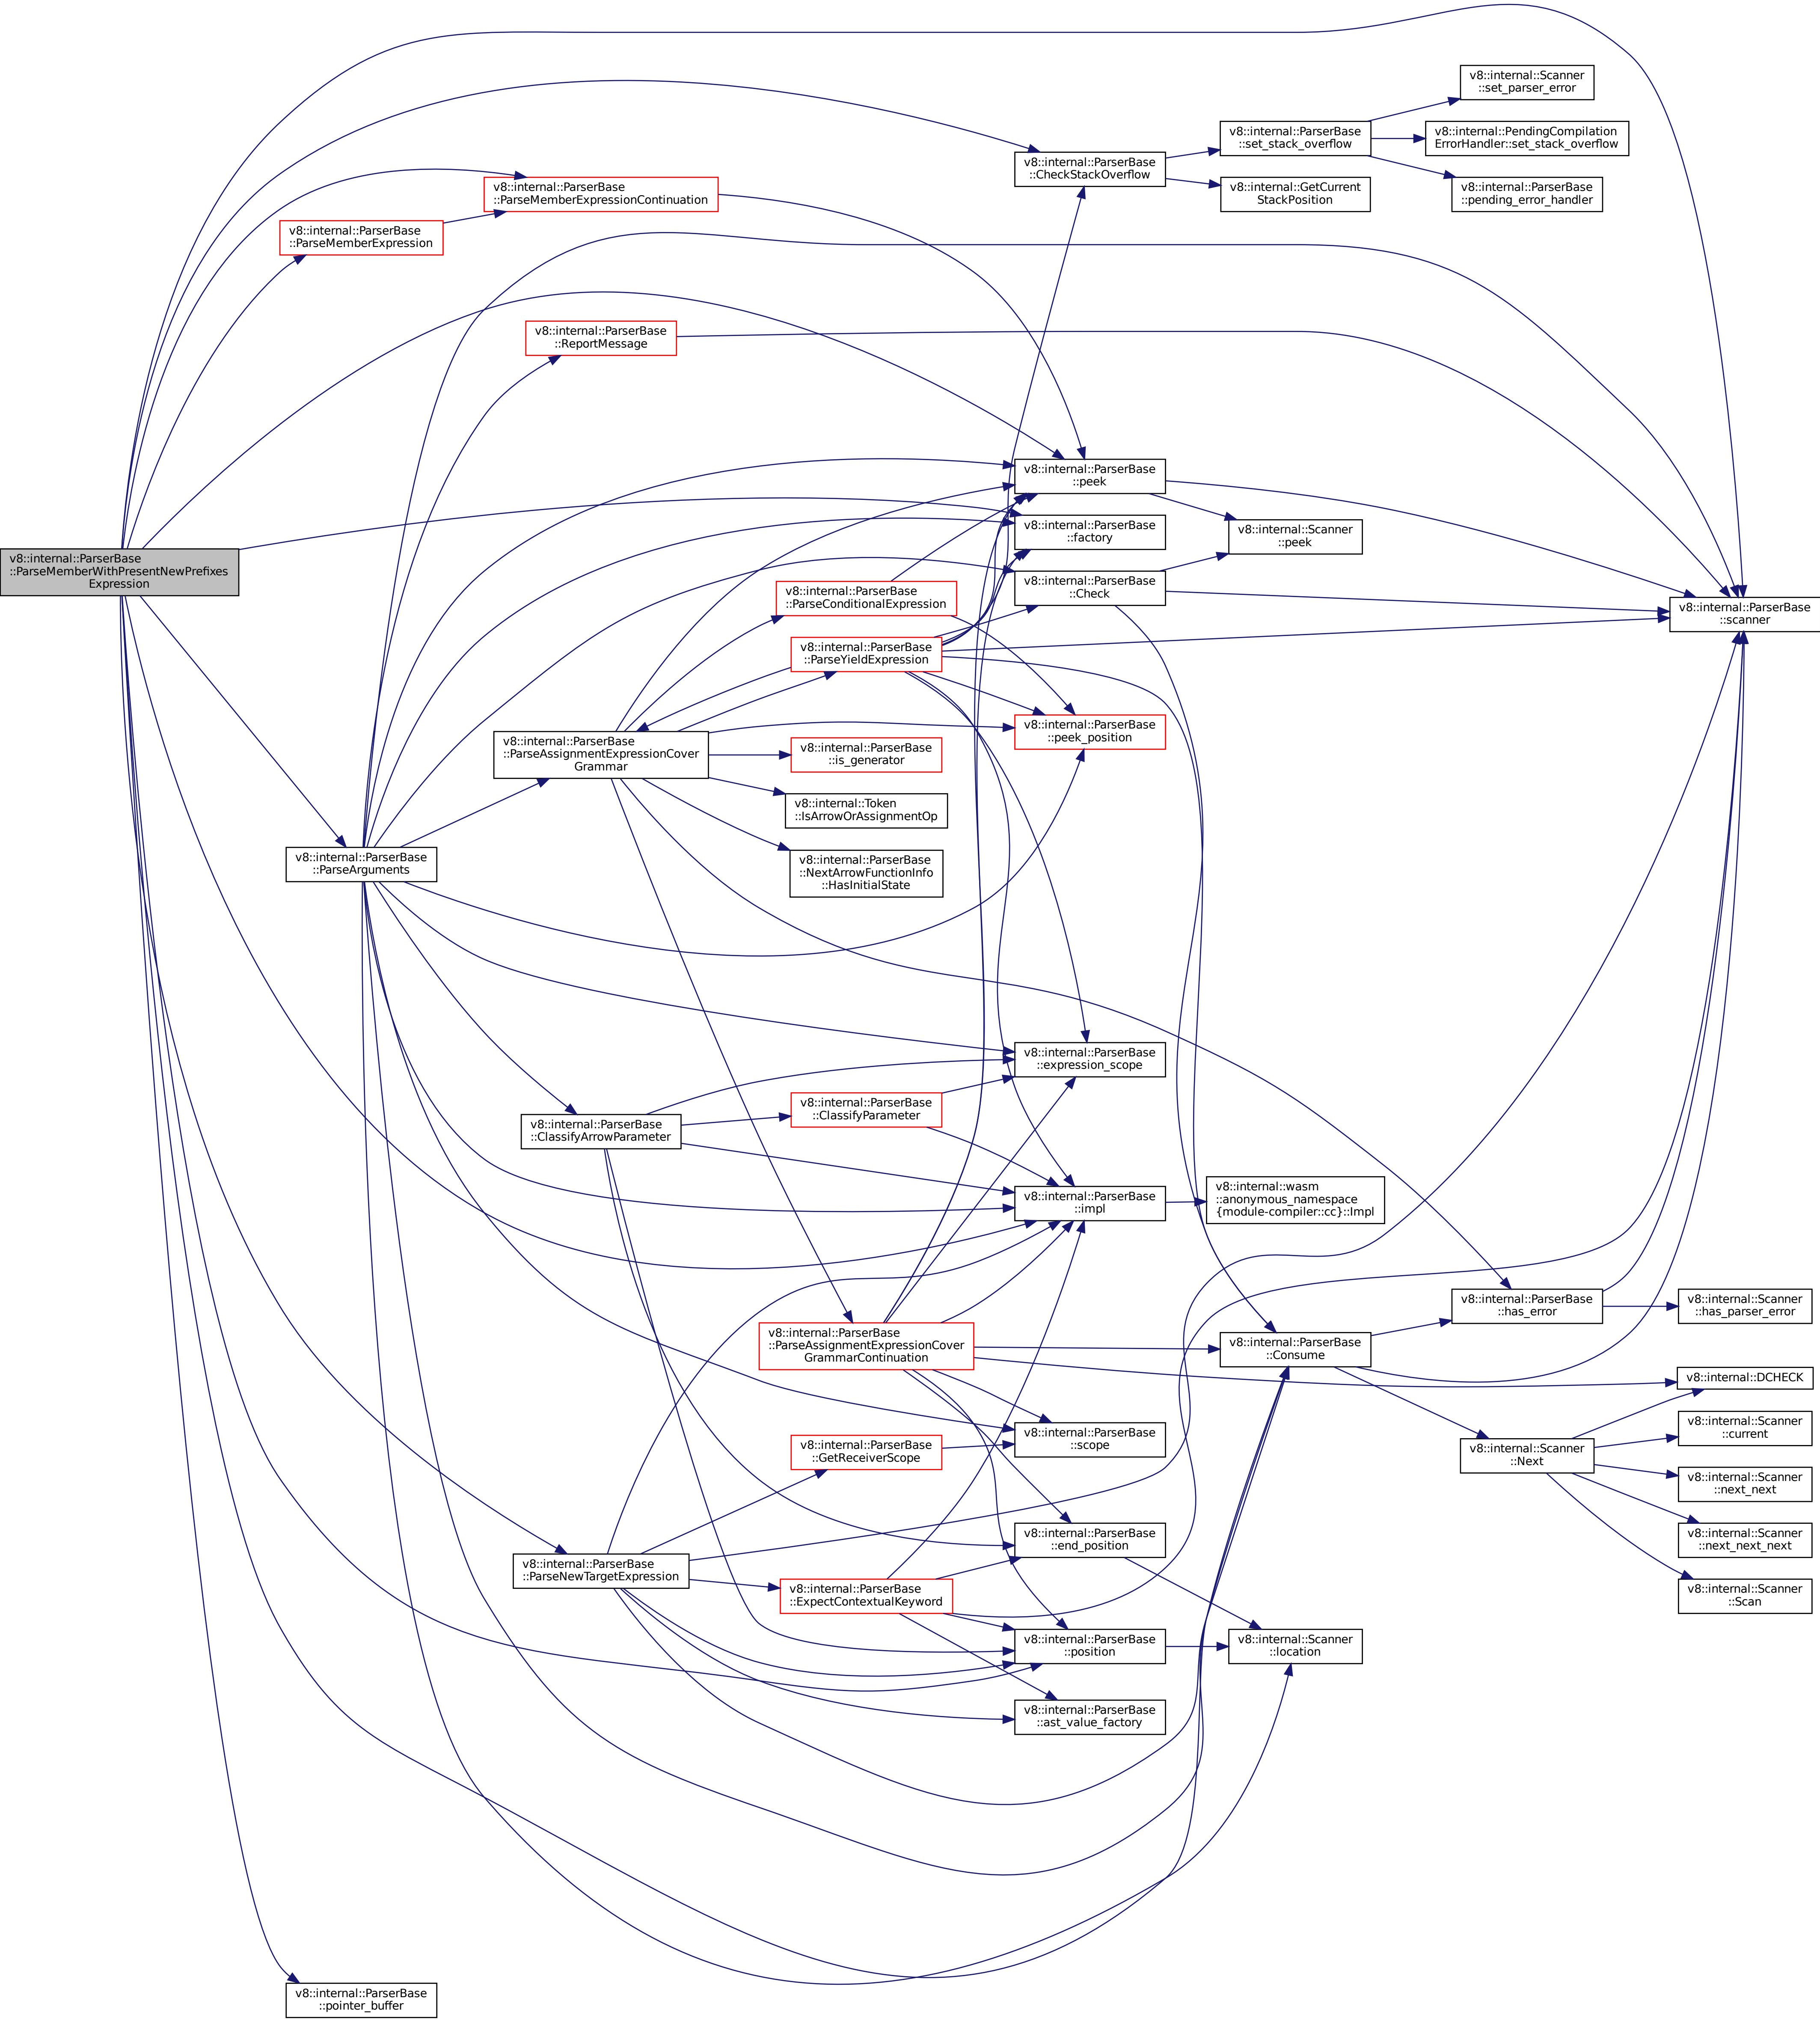 v8::internal::Scanner
::set_parser_error
v8::internal::ParserBase
::set_stack_overflow
v8::internal::PendingCompilation
ErrorHandler::set_stack_overflow
v8::internal::ParserBase
::CheckStackOverflow
v8::internal::GetCurrent
StackPosition
v8::internal::ParserBase
::pending_error_handler
v8::internal::ParserBase
::ParseMemberExpressionContinuation
v8::internal::ParserBase
::ParseMemberExpression
v8::internal::ParserBase
::ReportMessage
v8::internal::ParserBase
::peek
v8::internal::ParserBase
::factory
v8::internal::Scanner
::peek
v8::internal::ParserBase
::ParseMemberWithPresentNewPrefixes
Expression
v8::internal::ParserBase
::ParseConditionalExpression
v8::internal::ParserBase
::Check
v8::internal::ParserBase
::scanner
v8::internal::ParserBase
::ParseYieldExpression
v8::internal::ParserBase
::peek_position
v8::internal::ParserBase
::ParseAssignmentExpressionCover
Grammar
v8::internal::ParserBase
::is_generator
v8::internal::Token
::IsArrowOrAssignmentOp
v8::internal::ParserBase
::ParseArguments
v8::internal::ParserBase
::NextArrowFunctionInfo
::HasInitialState
v8::internal::ParserBase
::expression_scope
v8::internal::ParserBase
::ClassifyParameter
v8::internal::ParserBase
::ClassifyArrowParameter
v8::internal::ParserBase
::impl
v8::internal::wasm
::anonymous_namespace
{module-compiler::cc}::Impl
v8::internal::ParserBase
::has_error
v8::internal::Scanner
::has_parser_error
v8::internal::ParserBase
::ParseAssignmentExpressionCover
GrammarContinuation
v8::internal::ParserBase
::Consume
v8::internal::DCHECK
v8::internal::Scanner
::current
v8::internal::ParserBase
::scope
v8::internal::ParserBase
::GetReceiverScope
v8::internal::Scanner
::Next
v8::internal::Scanner
::next_next
v8::internal::ParserBase
::end_position
v8::internal::Scanner
::next_next_next
v8::internal::ParserBase
::ParseNewTargetExpression
v8::internal::ParserBase
::ExpectContextualKeyword
v8::internal::Scanner
::Scan
v8::internal::ParserBase
::position
v8::internal::Scanner
::location
v8::internal::ParserBase
::ast_value_factory
v8::internal::ParserBase
::pointer_buffer